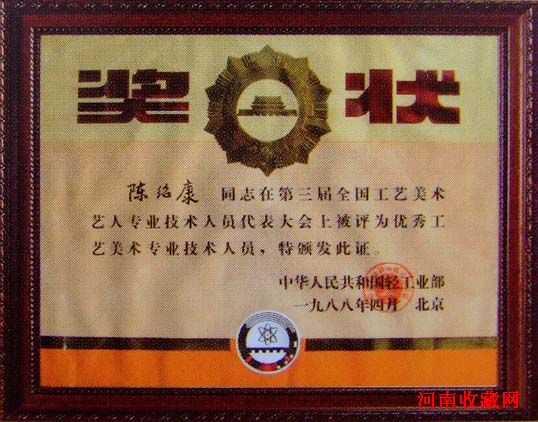 奖状
陈绍康 同志在第三届全国工艺美术
艺人专业技术人员代表大会上被评为优秀工
艺美术专业技术人员，特颁发此证。
中华人民共和国轻工业部
一九八八年四月 北京
河南收藏网